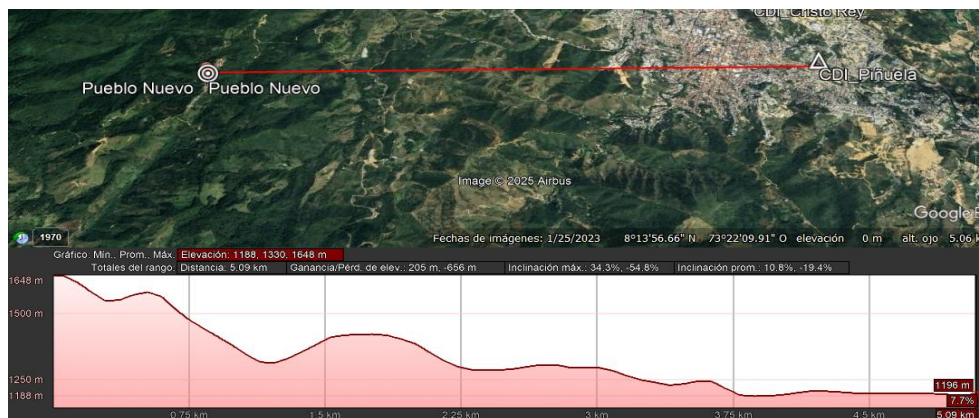 CDI_Cristo Rey
CDI_Piñuela
Pueblo Nuevo Pueblo Nuevo
Image © 2025 Airbus
Google E
1970
Fechas de imágenes: 1/25/2023 8°13'56.66" N 73°22'09.91" O elevación 0 m alt. ojo 5.06 k
Gráfico: Mín., Prom., Máx. Elevación: 1188, 1330, 1648 m
Totales del rango: Distancia: 5.09 km Ganancia/Pérd. de elev.: 205 m, -656 m Inclinación máx.: 34.3%, -54.8% Inclinación prom.: 10.8%, -19.4%
1648 m
1500 m
1250 m
1188 m
1196 m
7.7%
0.75 km 1.5 km 2.25 km 3 km 3.75 km 4.5 km 5.09 km